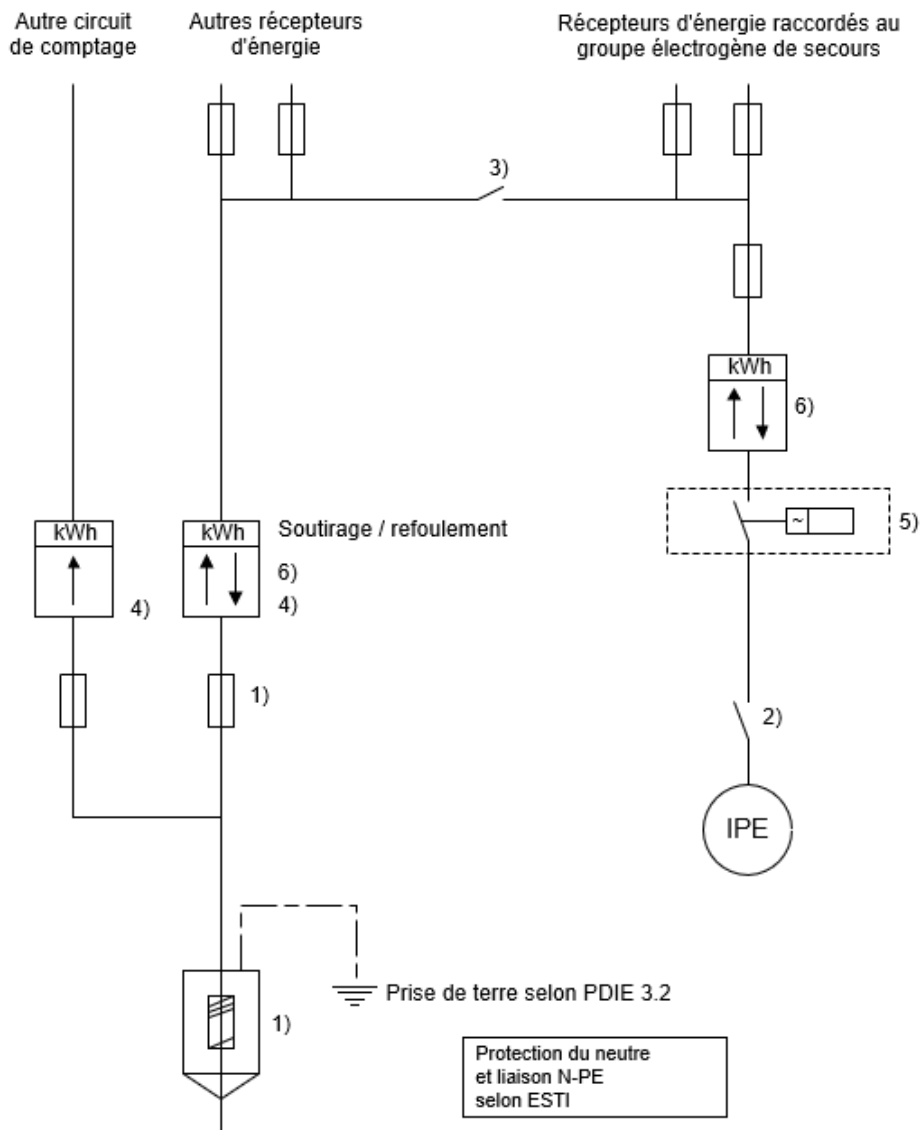 Autre circuit
de comptage
Autres récepteurs
d'énergie
Récepteurs d'énergie raccordés au
groupe électrogène de secours
3)
kWh
6)
5)
~
kWh
4)
kWh
Soutirage / refoulement
6)
4)
1)
2)
IPE
Prise de terre selon PDIE 3.2
1)
Protection du neutre
et liaison N-PE
selon ESTI